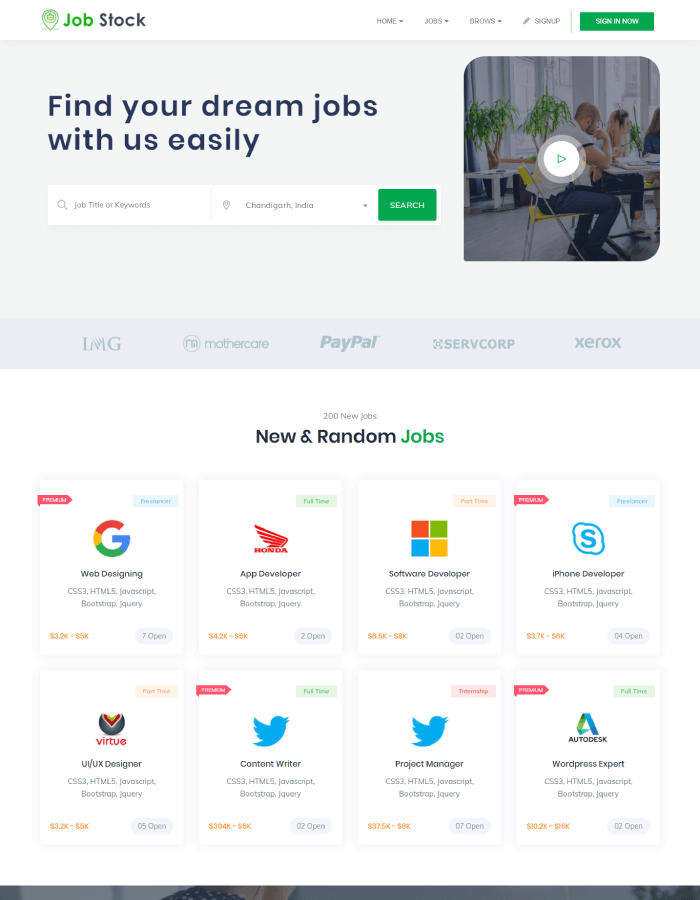 Job Stock
HOME
JOBS
BROWS
SIGNUP
SIGN IN NOW
Find your dream jobs
with us easily
Job Title or Keywords
Chandigarh, India
SEARCH
IMG
mothercare
PayPal
SERVCORP
xerox
200 New Jobs
New & Random Jobs
PREMIUM
Freelancer
Web Designing
CSS3, HTML5, Javascript,
Bootstrap, Jquery
$3.2K - $5K
7 Open
Full Time
HONDA
App Developer
CSS3, HTML5, Javascript,
Bootstrap, Jquery
$4.2K - $5K
2 Open
Part Time
Software Developer
CSS3, HTML5, Javascript,
Bootstrap, Jquery
$6.5K - $8K
02 Open
PREMIUM
Freelancer
iPhone Developer
CSS3, HTML5, Javascript,
Bootstrap, Jquery
$3.7K - $6K
04 Open
Part Time
virtue
UI/UX Designer
CSS3, HTML5, Javascript,
Bootstrap, Jquery
$3.2K - $5K
05 Open
PREMIUM
Full Time
Content Writer
CSS3, HTML5, Javascript,
Bootstrap, Jquery
$304K - $6K
02 Open
Internship
Project Manager
CSS3, HTML5, Javascript,
Bootstrap, Jquery
$37.5K - $8K
07 Open
PREMIUM
Full Time
AUTODESK
Wordpress Expert
CSS3, HTML5, Javascript,
Bootstrap, Jquery
$10.2K - $16K
02 Open